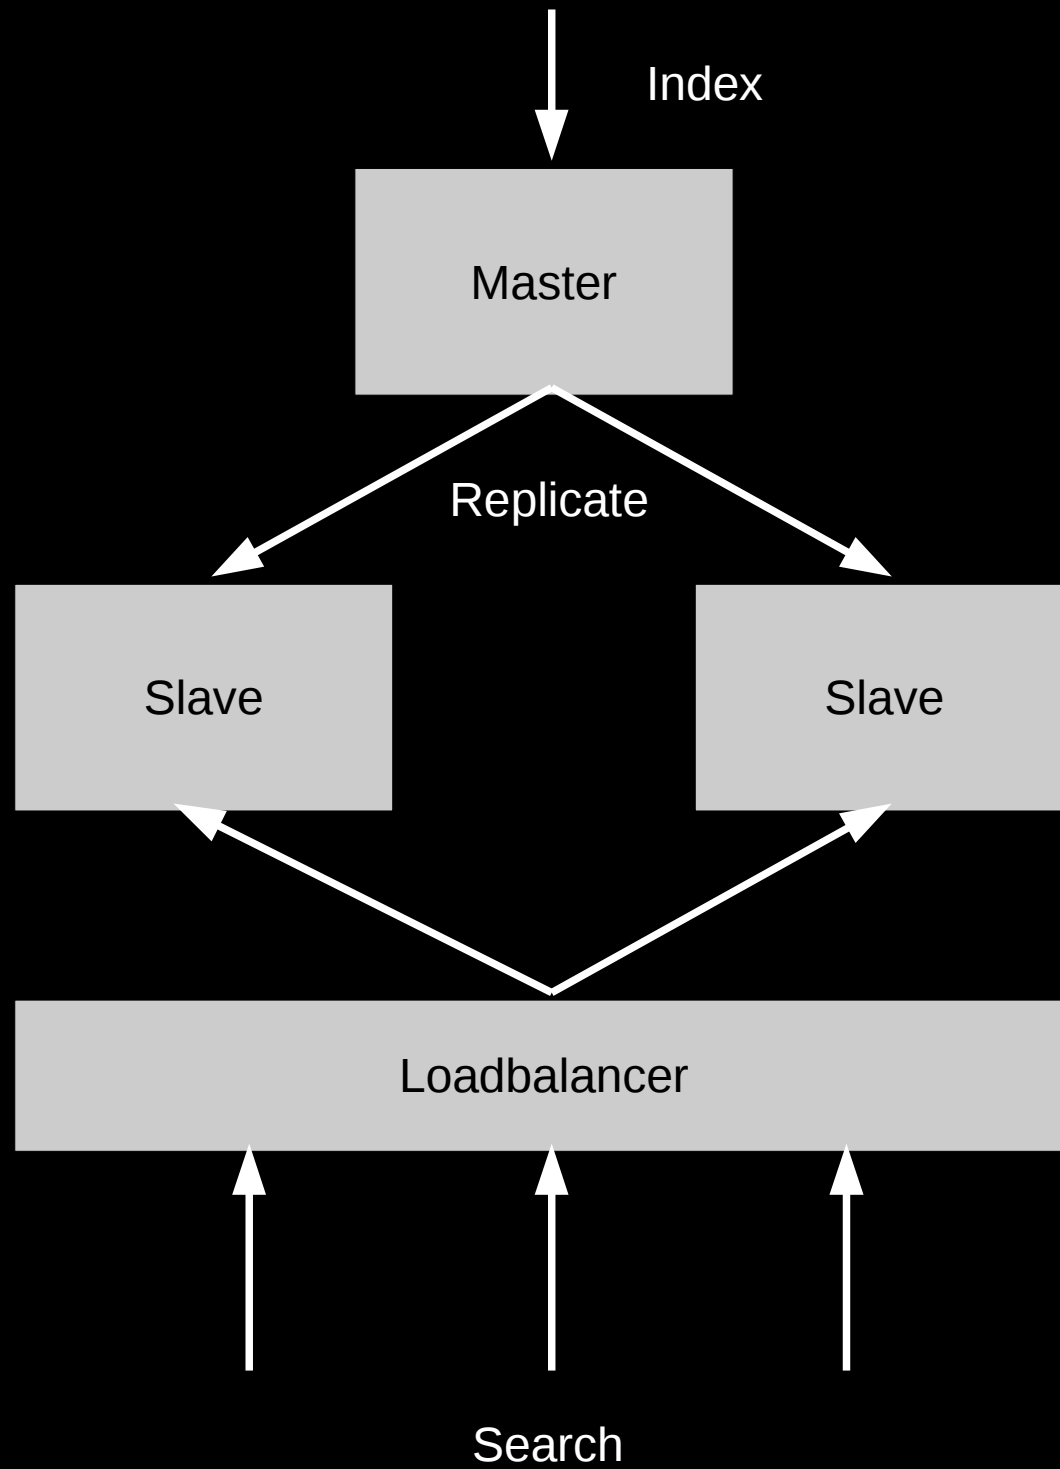 Index
Master
Replicate
Slave
Slave
Loadbalancer
Search